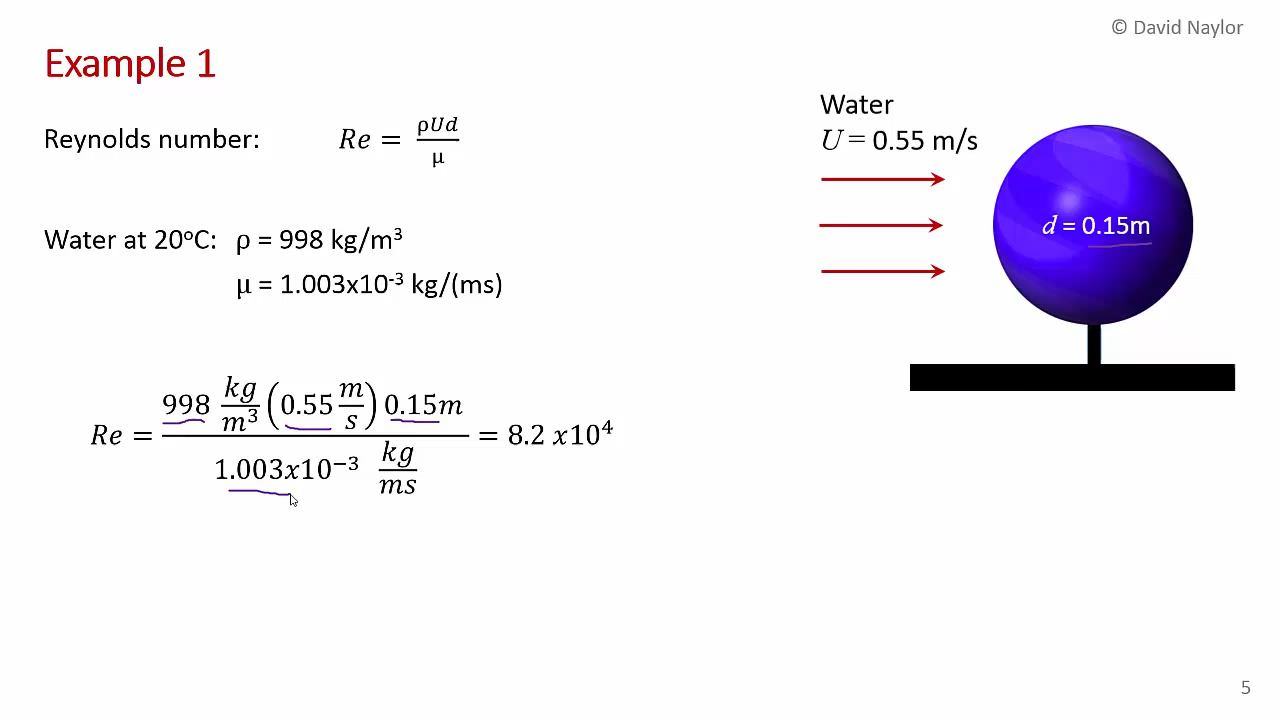 © David Naylor
Example 1
Reynolds number: Re = ρUd/μ
Water at 20°C: ρ = 998 kg/m³
μ = 1.003x10⁻³ kg/(ms)
Re = 998 kg/m³ (0.55 m/s) 0.15m / 1.003x10⁻³ kg/ms = 8.2 x10⁴
Water
U = 0.55 m/s
d = 0.15m
5